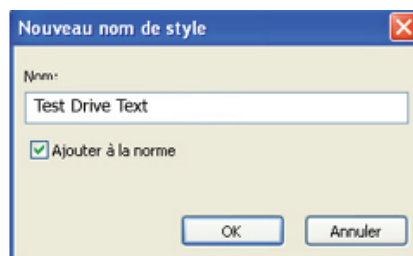 Nouveau nom de style
Nom:
Test Drive Text
Ajouter à la norme
OK
Annuler